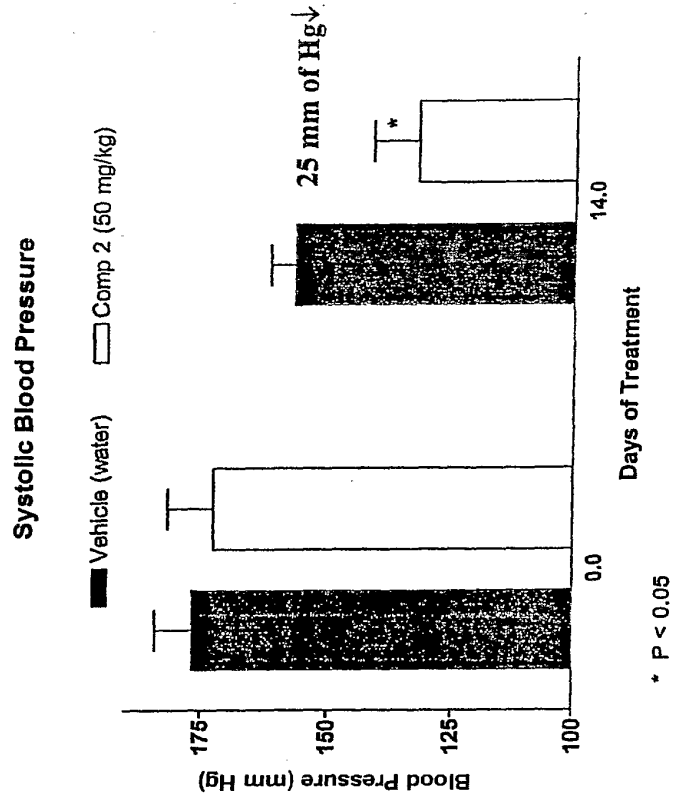 Systolic Blood Pressure
Vehicle (water) Comp 2 (50 mg/kg)
25 mm of Hg↓
*
175
150
125
100
Blood Pressure (mm Hg)
0.0 14.0
Days of Treatment
* P < 0.05